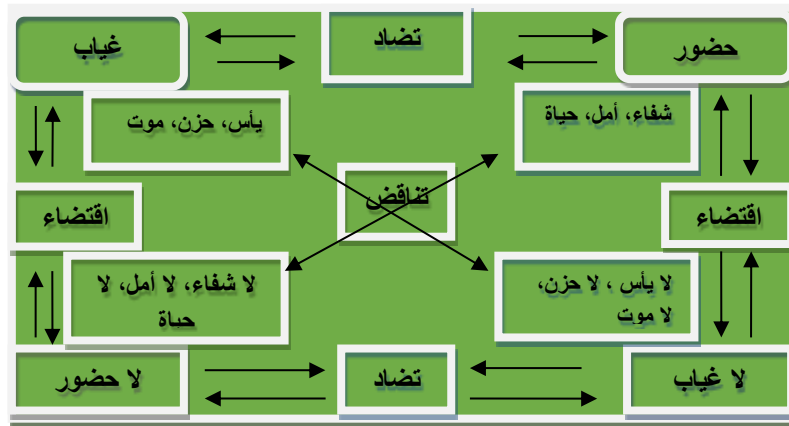 حضور
تضاد
غياب
شفاء، أمل، حياة
يأس، حزن، موت
تناقض
اقتضاء
اقتضاء
لا يأس ، لا حزن،
لا موت
لا شفاء، لا أمل، لا
حياة
لا غياب
تضاد
لا حضور